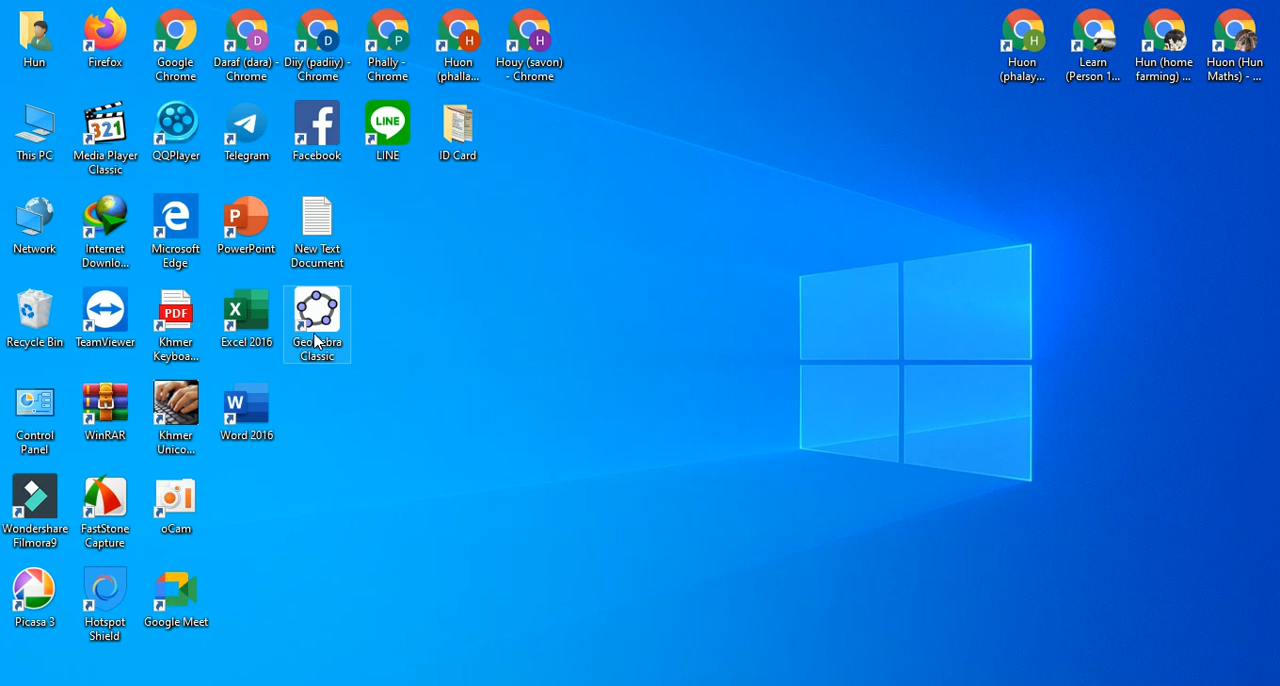 Hun
Firefox
Google
Chrome
Daraf (dara) -
Chrome
Diiy (padiiy) -
Chrome
Phally -
Chrome
Huon
(phalla...
Houy (savon)
- Chrome
Huon
(phalay...
Learn
(Person 1...
Hun (home
farming) ...
Huon (Hun
Maths) - ...
This PC
321
Media Player
Classic
QQPlayer
Telegram
Facebook
LINE
LINE
ID Card
Network
Internet
Downlo...
Microsoft
Edge
PowerPoint
New Text
Document
Recycle Bin
TeamViewer
PDF
Khmer
Keyboa...
Excel 2016
GeoGebra
Classic
Control
Panel
WinRAR
Khmer
Unico...
Word 2016
Wondershare
Filmora9
FastStone
Capture
oCam
Picasa 3
Hotspot
Shield
Google Meet